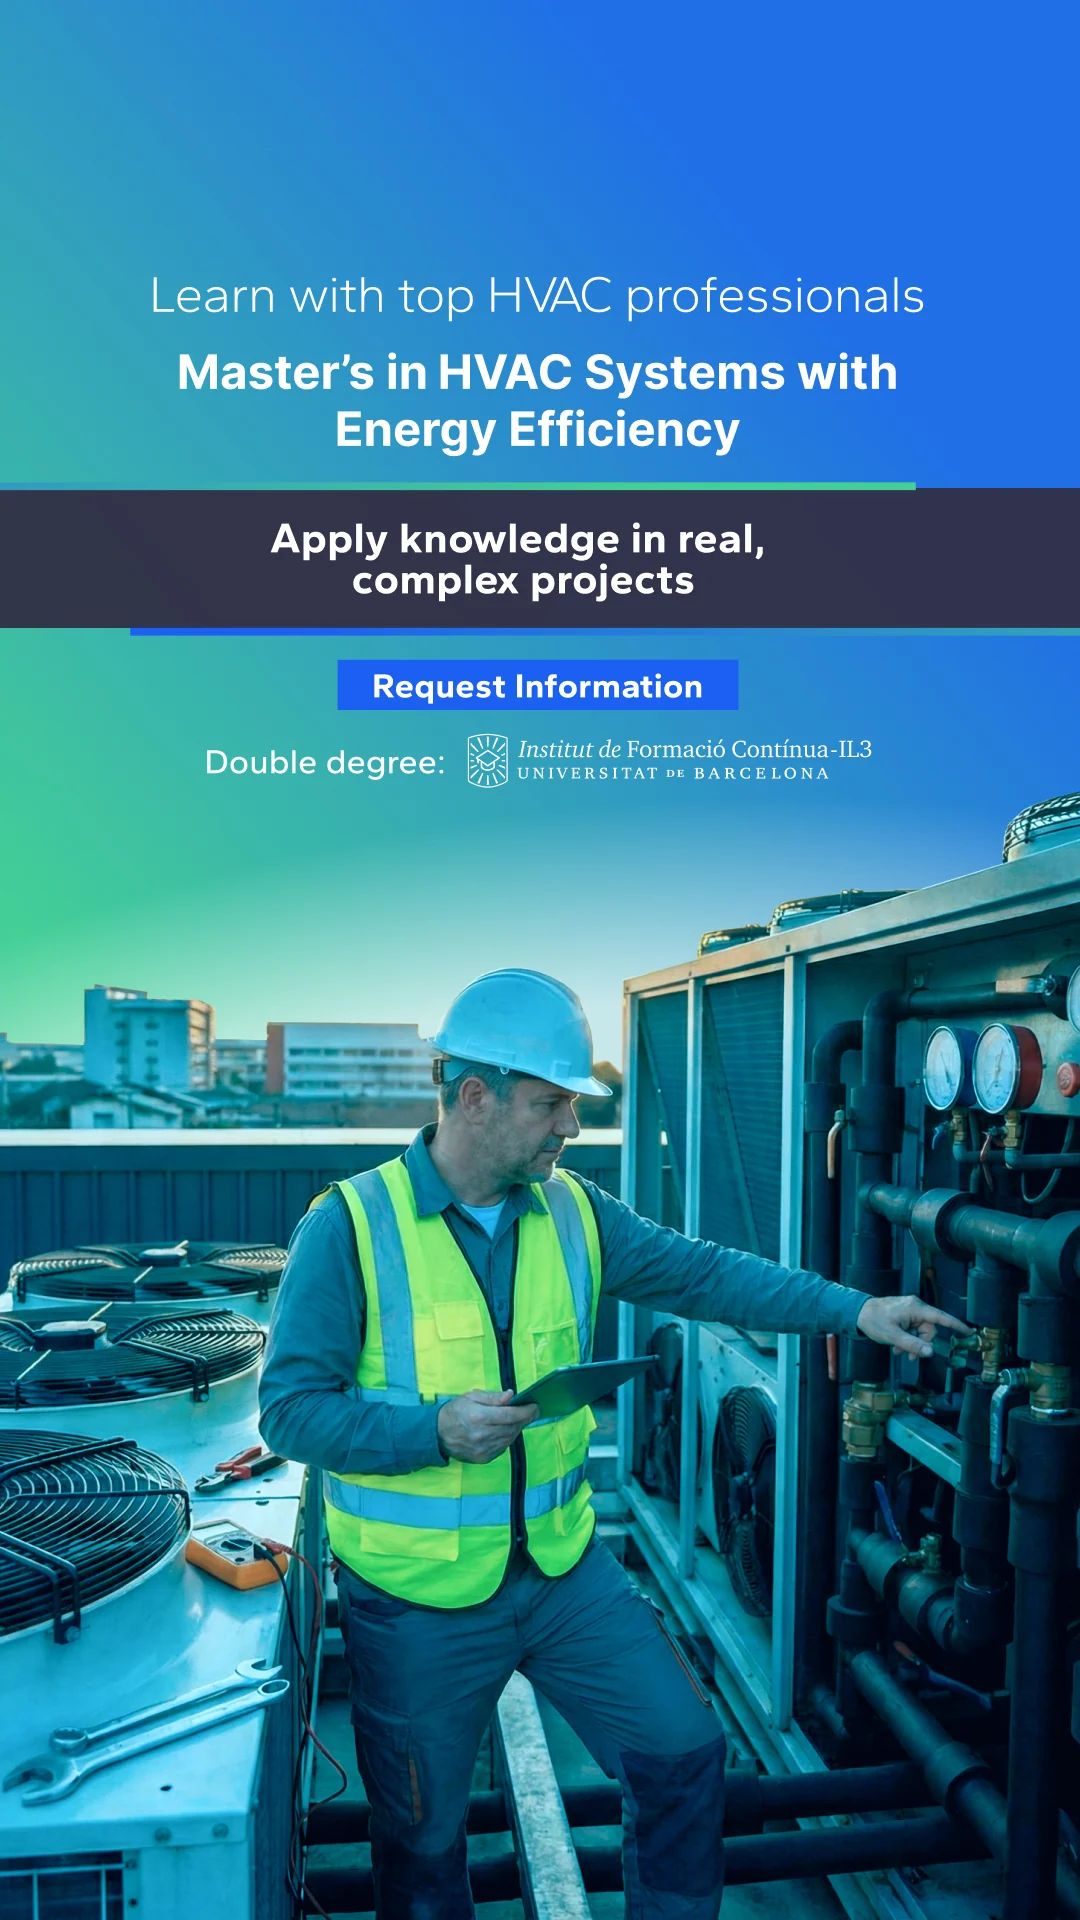 Learn with top HVAC professionals
Master’s in HVAC Systems with
Energy Efficiency
Apply knowledge in real,
complex projects
Request Information
Double degree:
Institut de Formació Contínua-IL3
UNIVERSITAT DE BARCELONA